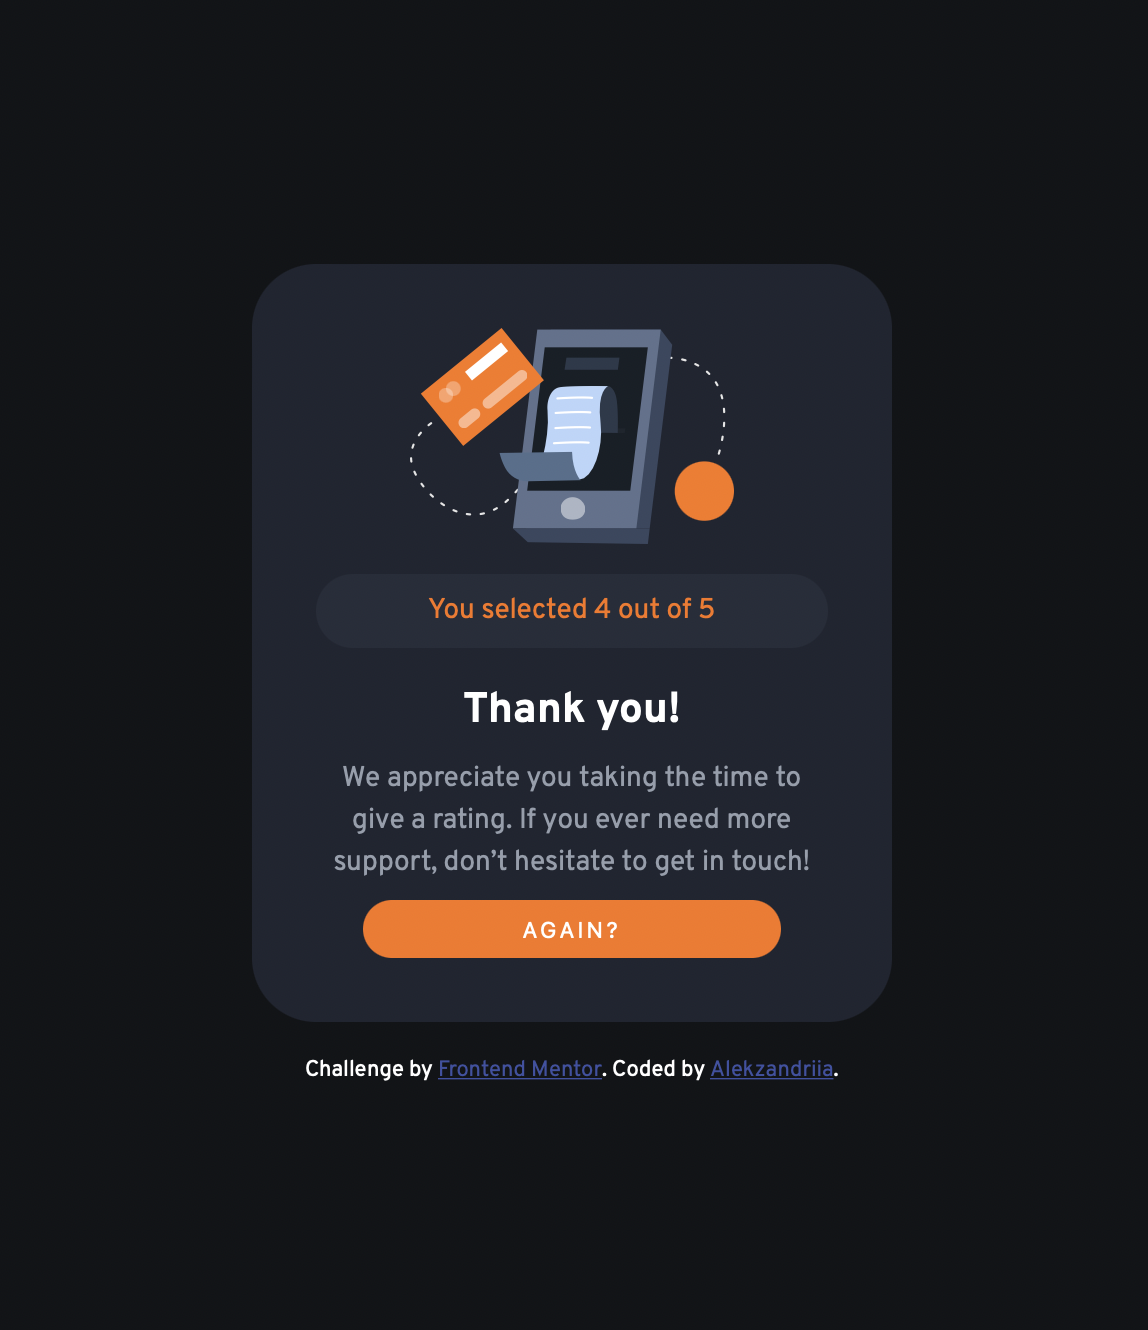 You selected 4 out of 5
Thank you!
We appreciate you taking the time to
give a rating. If you ever need more
support, don’t hesitate to get in touch!
AGAIN?
Challenge by Frontend Mentor. Coded by Alekzandriia.